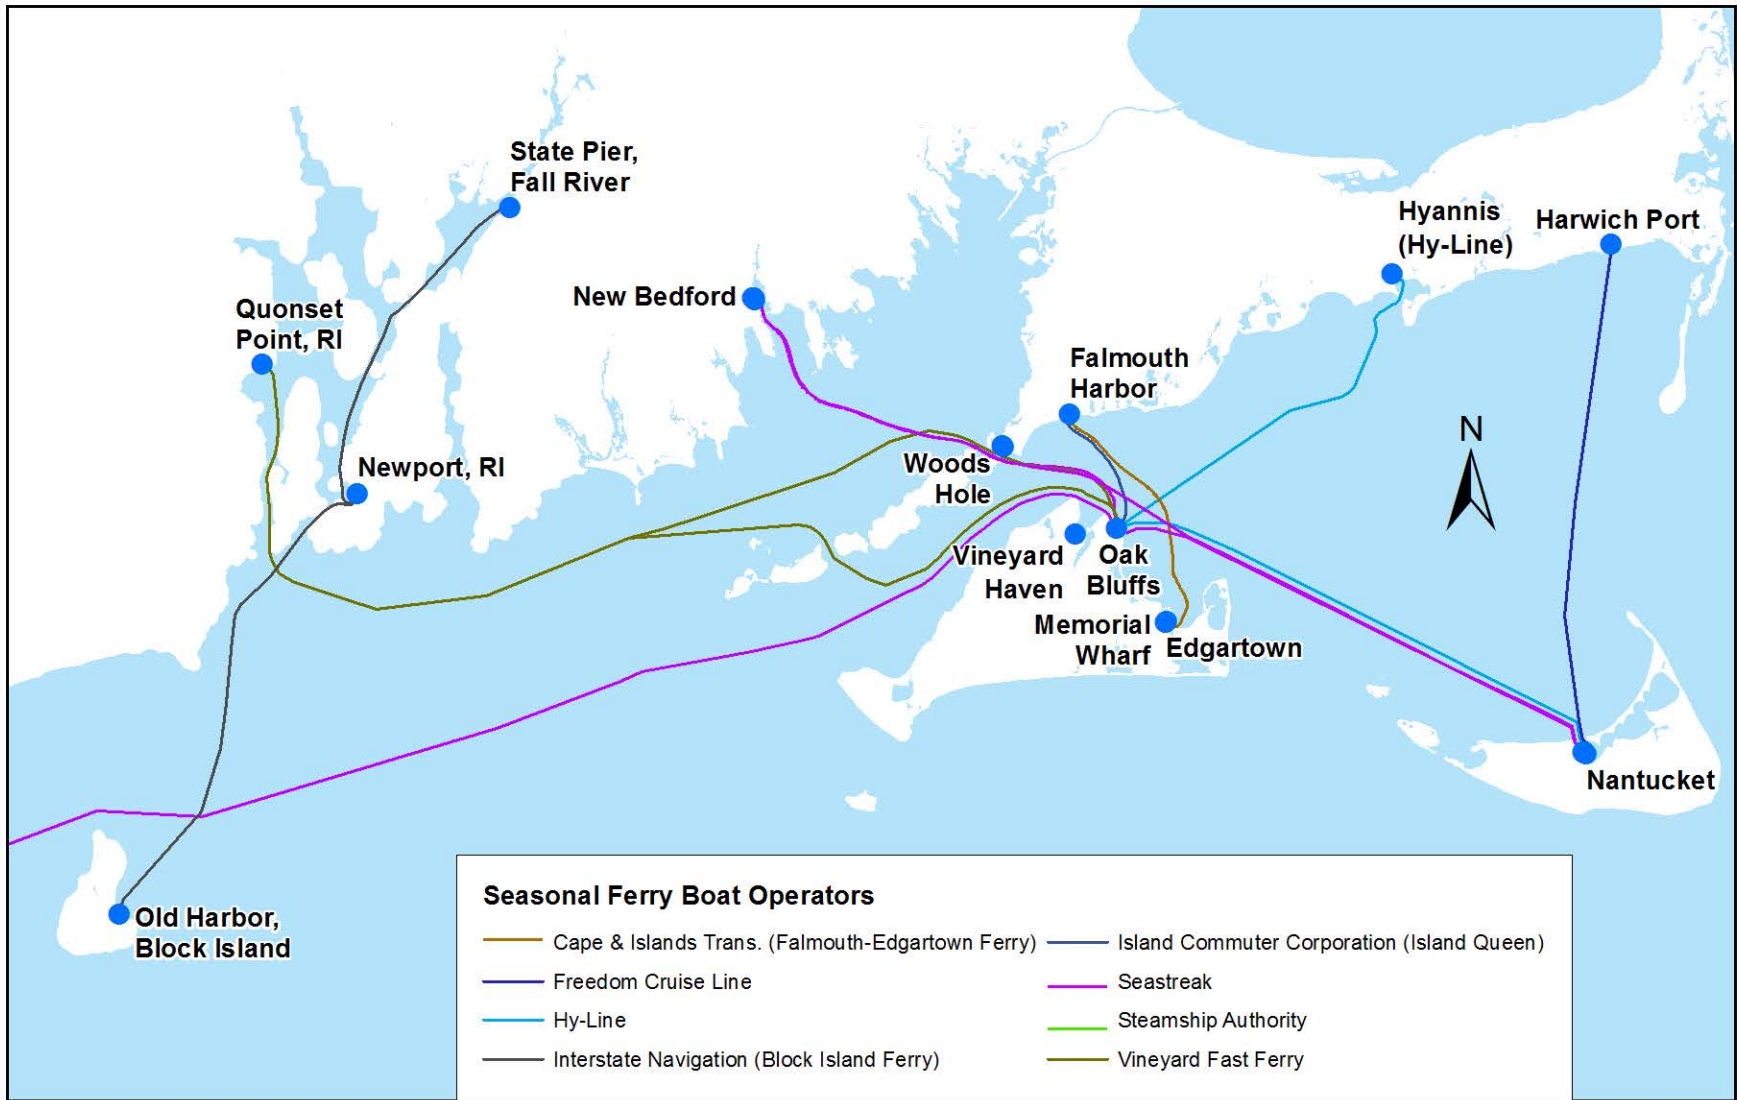 State Pier,
Fall River
Hyannis
(Hy-Line)
Harwich Port
New Bedford
Quonset
Point, RI
Falmouth
Harbor
N
Newport, RI
Woods
Hole
Vineyard
Haven
Oak
Bluffs
Memorial
Wharf
Edgartown
Nantucket
Old Harbor,
Block Island
Seasonal Ferry Boat Operators
Cape & Islands Trans. (Falmouth-Edgartown Ferry)
Freedom Cruise Line
Hy-Line
Interstate Navigation (Block Island Ferry)
Island Commuter Corporation (Island Queen)
Seastreak
Steamship Authority
Vineyard Fast Ferry